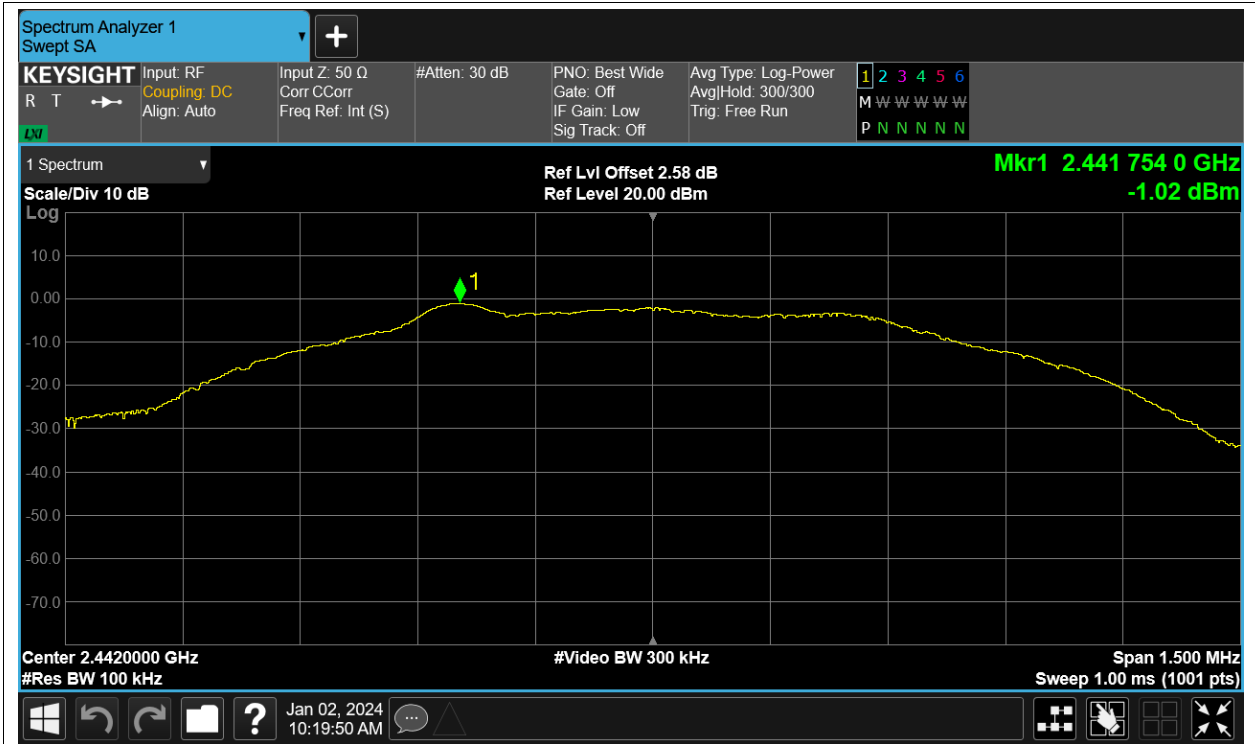 Spectrum Analyzer 1
Swept SA
+
KEYSIGHT
R T
LXI
Input: RF
Coupling: DC
Align: Auto
Input Z: 50 Ω
Corr CCorr
Freq Ref: Int (S)
#Atten: 30 dB
PNO: Best Wide
Gate: Off
IF Gain: Low
Sig Track: Off
Avg Type: Log-Power
Avg|Hold: 300/300
Trig: Free Run
1 2 3 4 5 6
M W W W W W
P N N N N N
1 Spectrum
Scale/Div 10 dB
Log
Ref Lvl Offset 2.58 dB
Ref Level 20.00 dBm
Mkr1 2.441 754 0 GHz
-1.02 dBm
1
10.0
0.00
-10.0
-20.0
-30.0
-40.0
-50.0
-60.0
-70.0
Center 2.4420000 GHz
#Res BW 100 kHz
#Video BW 300 kHz
Span 1.500 MHz
Sweep 1.00 ms (1001 pts)
?
Jan 02, 2024
10:19:50 AM